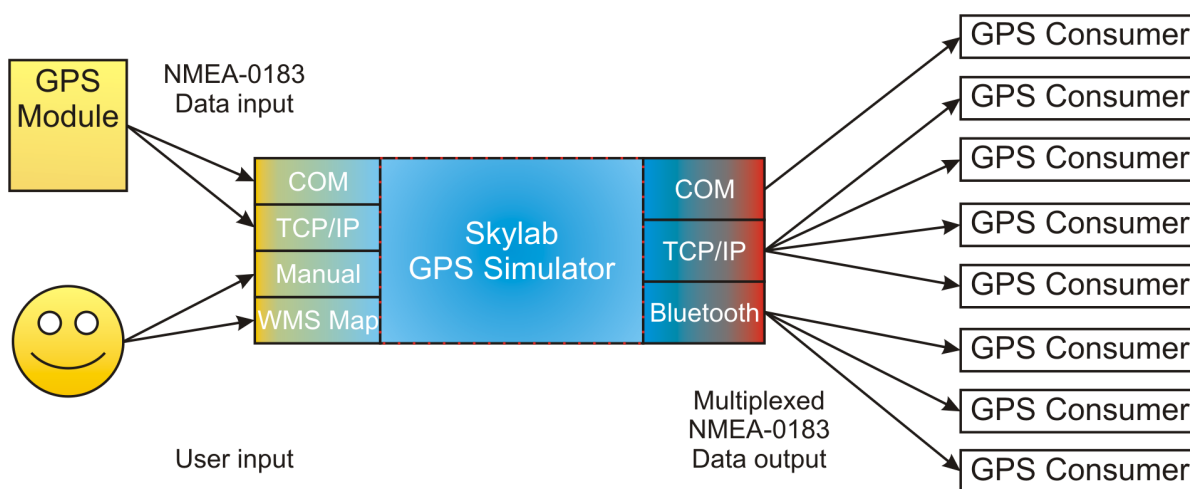 GPS
Module
NMEA-0183
Data input
COM
TCP/IP
Manual
WMS Map
User input
Skylab
GPS Simulator
COM
TCP/IP
Bluetooth
Multiplexed
NMEA-0183
Data output
GPS Consumer
GPS Consumer
GPS Consumer
GPS Consumer
GPS Consumer
GPS Consumer
GPS Consumer
GPS Consumer